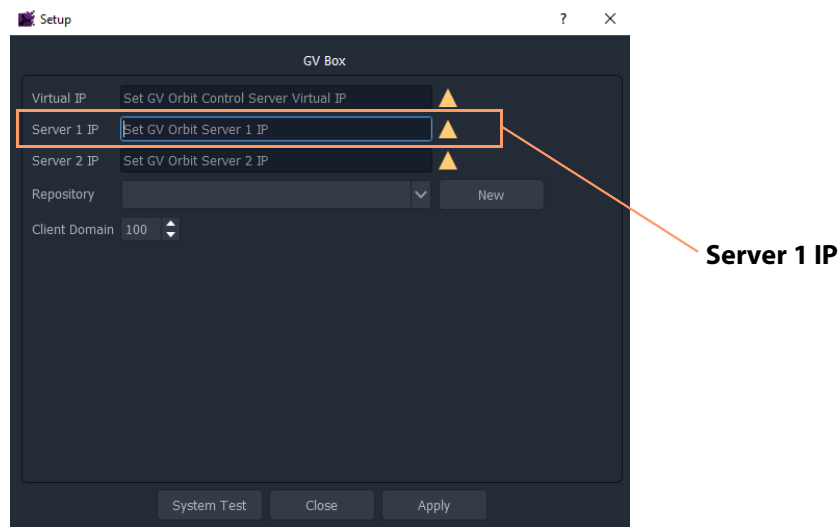 Setup
?
GV Box
Virtual IP Set GV Orbit Control Server Virtual IP
Server 1 IP Set GV Orbit Server 1 IP
Server 2 IP Set GV Orbit Server 2 IP
Repository New
Client Domain 100
Server 1 IP
System Test Close Apply